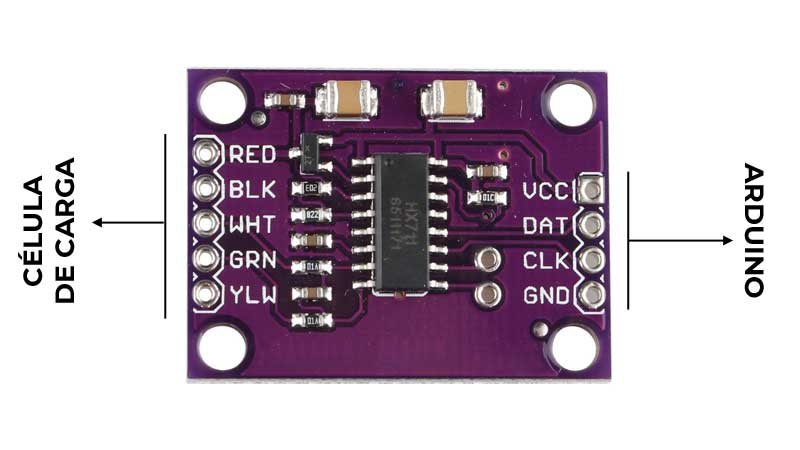 CÉLULA
DE CARGA
RED
BLK
WHT
GRN
YLW
HX711
VCC
DAT
CLK
GND
ARDUINO